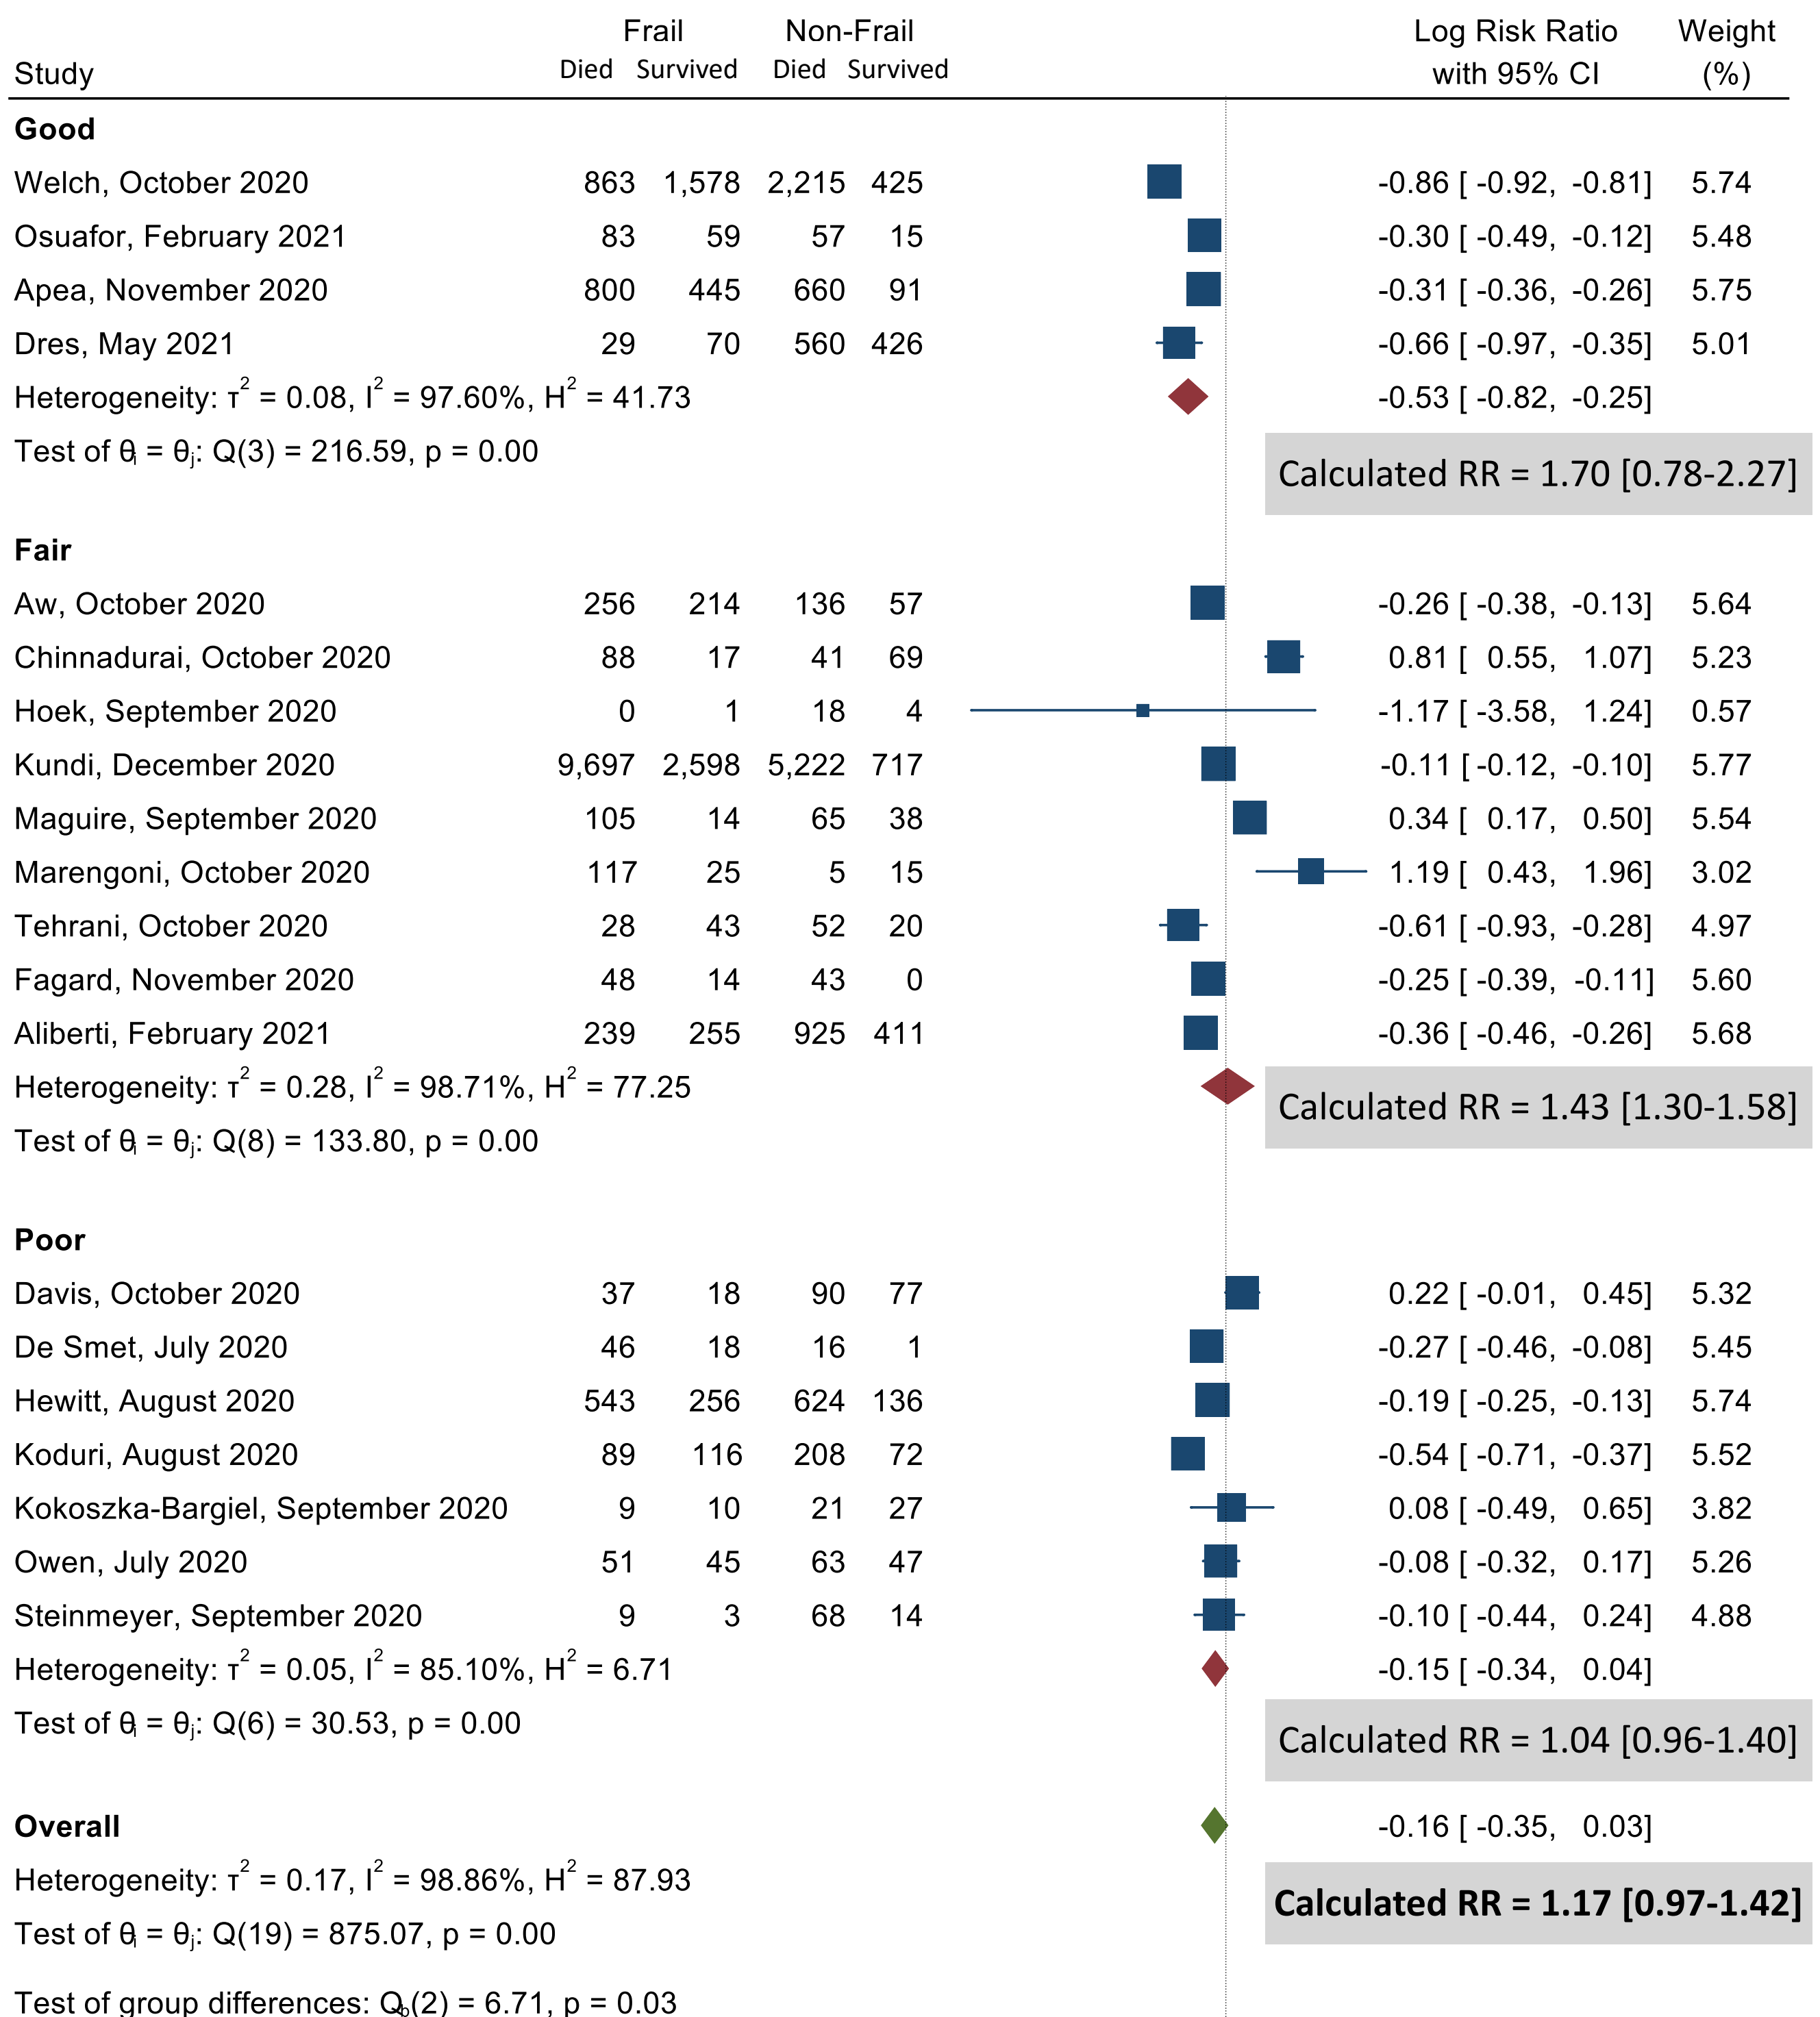 Frail Non-Frail Log Risk Ratio Weight
Study Died Survived Died Survived with 95% CI (%)
Good
Welch, October 2020 863 1,578 2,215 425 -0.86 [ -0.92, -0.81] 5.74
Osuafor, February 2021 83 59 57 15 -0.30 [ -0.49, -0.12] 5.48
Apea, November 2020 800 445 660 91 -0.31 [ -0.36, -0.26] 5.75
Dres, May 2021 29 70 560 426 -0.66 [ -0.97, -0.35] 5.01
Heterogeneity: τ² = 0.08, I² = 97.60%, H² = 41.73 -0.53 [ -0.82, -0.25]
Test of θᵢ = θⱼ: Q(3) = 216.59, p = 0.00
Calculated RR = 1.70 [0.78-2.27]
Fair
Aw, October 2020 256 214 136 57 -0.26 [ -0.38, -0.13] 5.64
Chinnadurai, October 2020 88 17 41 69 0.81 [ 0.55, 1.07] 5.23
Hoek, September 2020 0 1 18 4 -1.17 [ -3.58, 1.24] 0.57
Kundi, December 2020 9,697 2,598 5,222 717 -0.11 [ -0.12, -0.10] 5.77
Maguire, September 2020 105 14 65 38 0.34 [ 0.17, 0.50] 5.54
Marengoni, October 2020 117 25 5 15 1.19 [ 0.43, 1.96] 3.02
Tehrani, October 2020 28 43 52 20 -0.61 [ -0.93, -0.28] 4.97
Fagard, November 2020 48 14 43 0 -0.25 [ -0.39, -0.11] 5.60
Aliberti, February 2021 239 255 925 411 -0.36 [ -0.46, -0.26] 5.68
Heterogeneity: τ² = 0.28, I² = 98.71%, H² = 77.25
Calculated RR = 1.43 [1.30-1.58]
Test of θᵢ = θⱼ: Q(8) = 133.80, p = 0.00
Poor
Davis, October 2020 37 18 90 77 0.22 [ -0.01, 0.45] 5.32
De Smet, July 2020 46 18 16 1 -0.27 [ -0.46, -0.08] 5.45
Hewitt, August 2020 543 256 624 136 -0.19 [ -0.25, -0.13] 5.74
Koduri, August 2020 89 116 208 72 -0.54 [ -0.71, -0.37] 5.52
Kokoszka-Bargiel, September 2020 9 10 21 27 0.08 [ -0.49, 0.65] 3.82
Owen, July 2020 51 45 63 47 -0.08 [ -0.32, 0.17] 5.26
Steinmeyer, September 2020 9 3 68 14 -0.10 [ -0.44, 0.24] 4.88
Heterogeneity: τ² = 0.05, I² = 85.10%, H² = 6.71 -0.15 [ -0.34, 0.04]
Test of θᵢ = θⱼ: Q(6) = 30.53, p = 0.00
Calculated RR = 1.04 [0.96-1.40]
Overall -0.16 [ -0.35, 0.03]
Heterogeneity: τ² = 0.17, I² = 98.86%, H² = 87.93
Calculated RR = 1.17 [0.97-1.42]
Test of θᵢ = θⱼ: Q(19) = 875.07, p = 0.00
Test of group differences: Q_b(2) = 6.71, p = 0.03